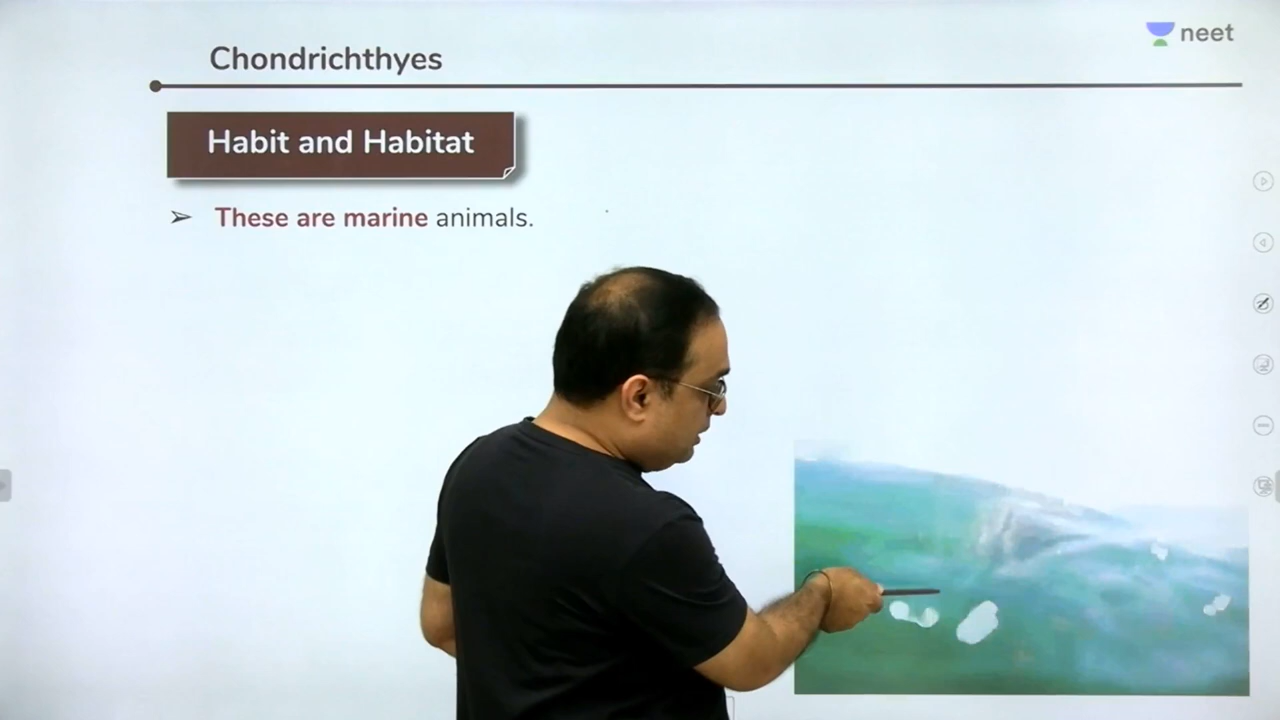 neet
Chondrichthyes
Habit and Habitat
➢ These are marine animals.